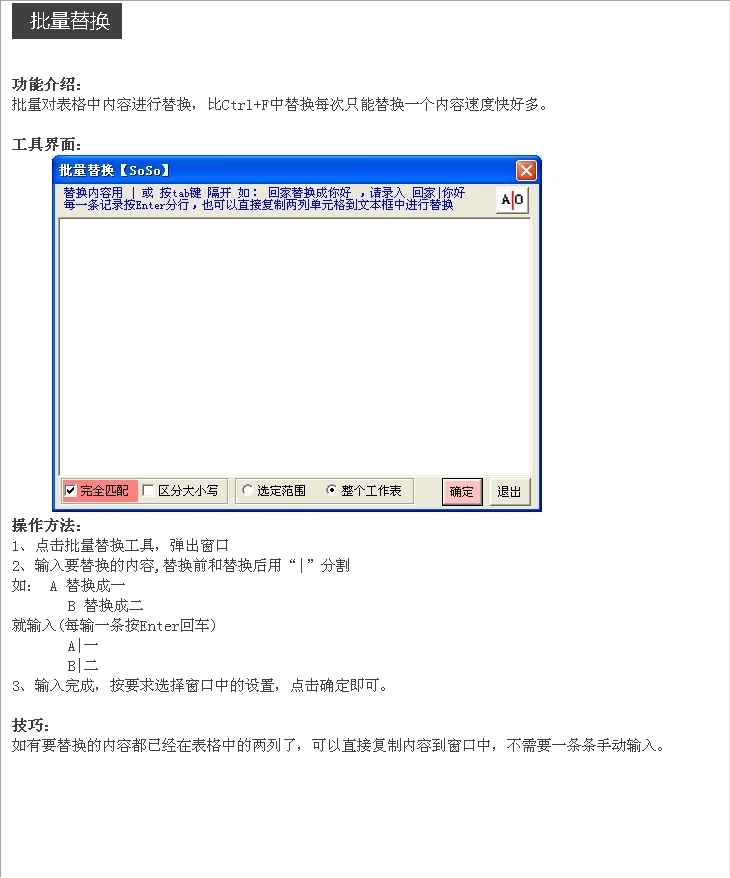 批量替换
功能介绍：
批量对表格中内容进行替换，比Ctrl+F中替换每次只能替换一个内容速度快好多。
工具界面：
批量替换【SoSo】
替换内容用 | 或 按tab键 隔开 如： 回家替换成你好 ，请录入 回家|你好
每一条记录按Enter分行，也可以直接复制两列单元格到文本框中进行替换
A|O
完全匹配 区分大小写 选定范围 整个工作表 确定 退出
操作方法：
1、点击批量替换工具，弹出窗口
2、输入要替换的内容,替换前和替换后用“|”分割
如： A 替换成一
B 替换成二
就输入(每输一条按Enter回车)
A|一
B|二
3、输入完成，按要求选择窗口中的设置，点击确定即可。
技巧：
如有要替换的内容都已经在表格中的两列了，可以直接复制内容到窗口中，不需要一条条手动输入。